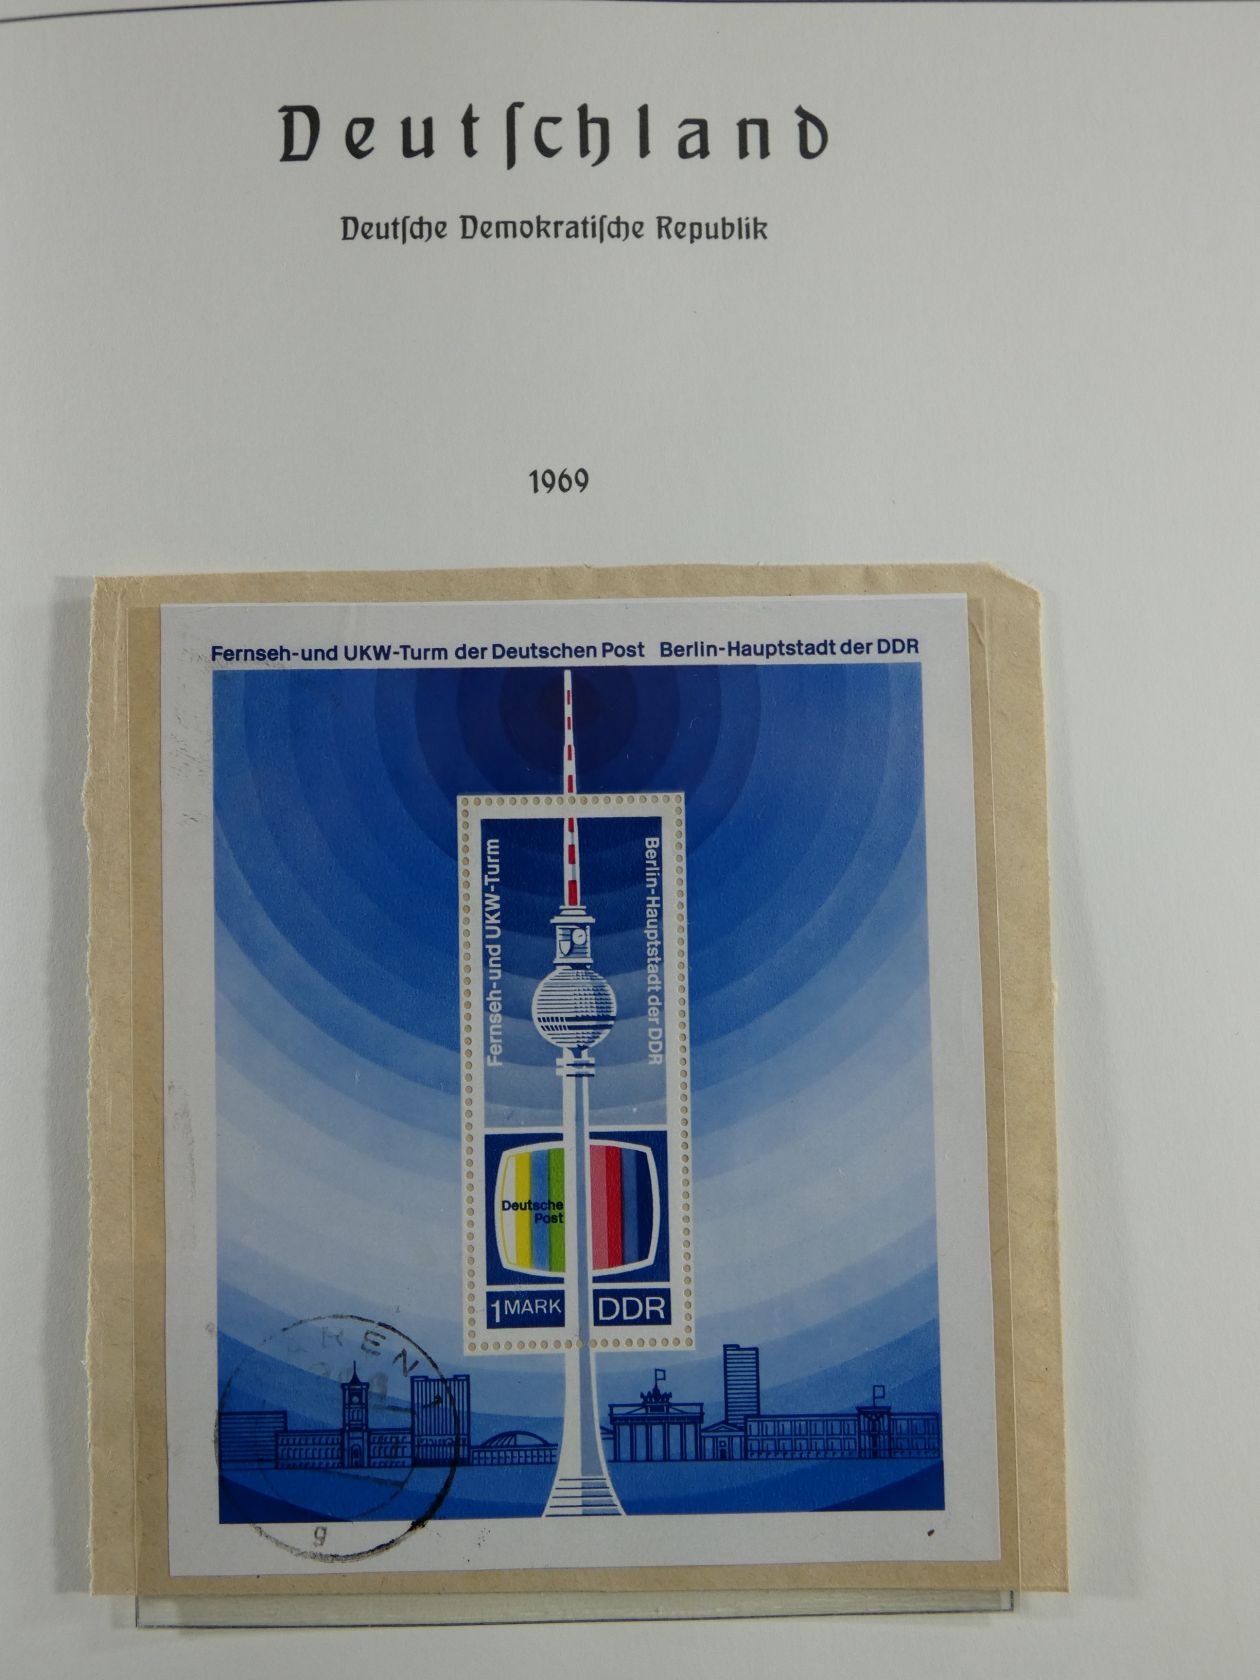 Deutſchland
Deutſche Demokratiſche Republik
1969
Fernseh-und UKW-Turm der Deutschen Post Berlin-Hauptstadt der DDR
Fernseh-und UKW-Turm
Berlin-Hauptstadt der DDR
Deutsche
Post
1 MARK
DDR
g